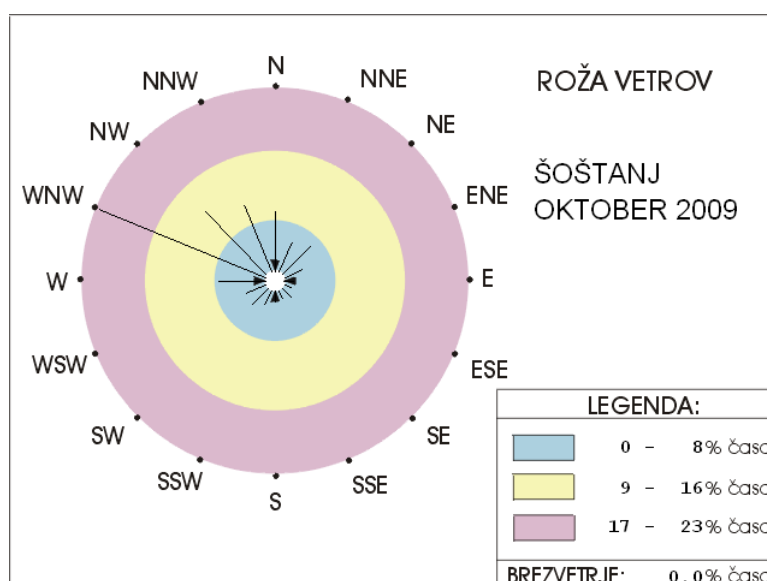 ROŽA VETROV
ŠOŠTANJ
OKTOBER 2009
N
NNE
NE
ENE
E
ESE
SE
SSE
S
SSW
SW
WSW
W
WNW
NW
NNW
LEGENDA:
0 - 8% časa
9 - 16% časa
17 - 23% časa
BREZVETRJE: 0.0% časa